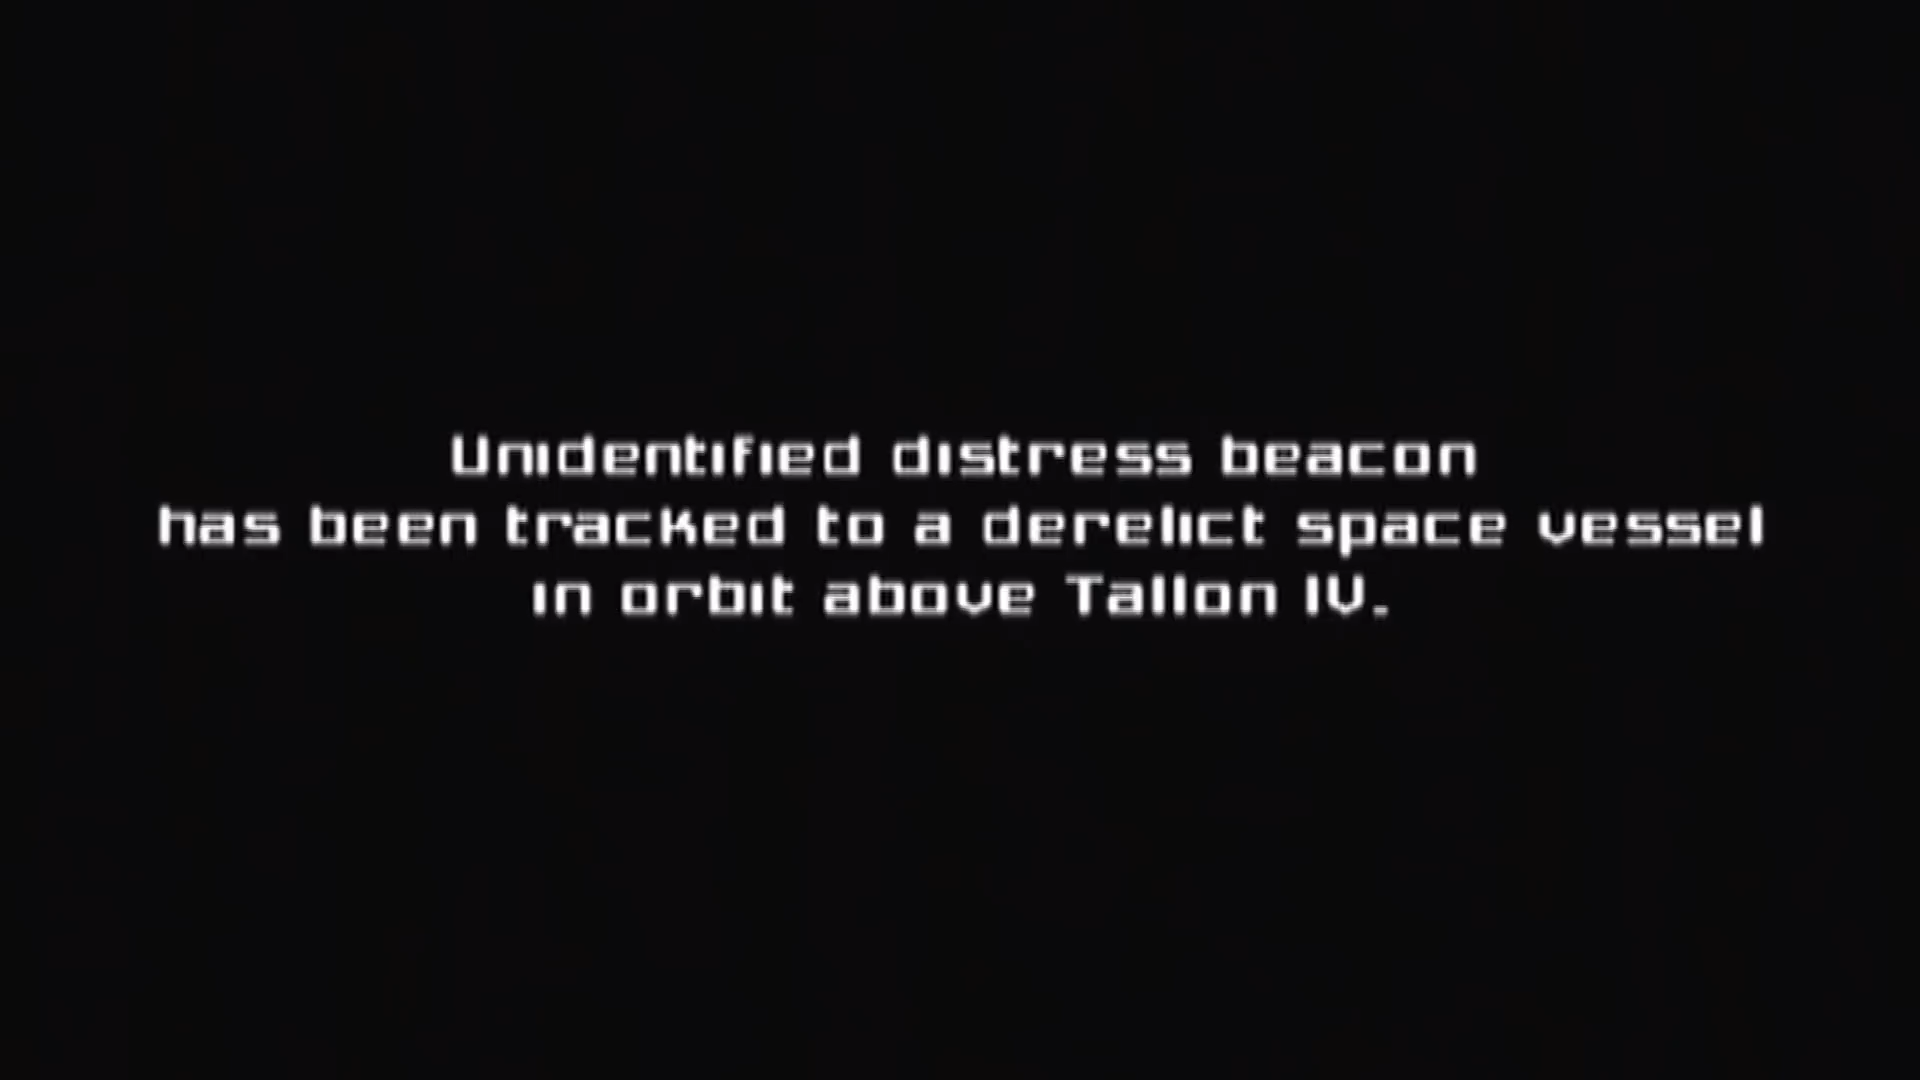 Unidentified distress beacon
has been tracked to a derelict space vessel
in orbit above Tallon IV.